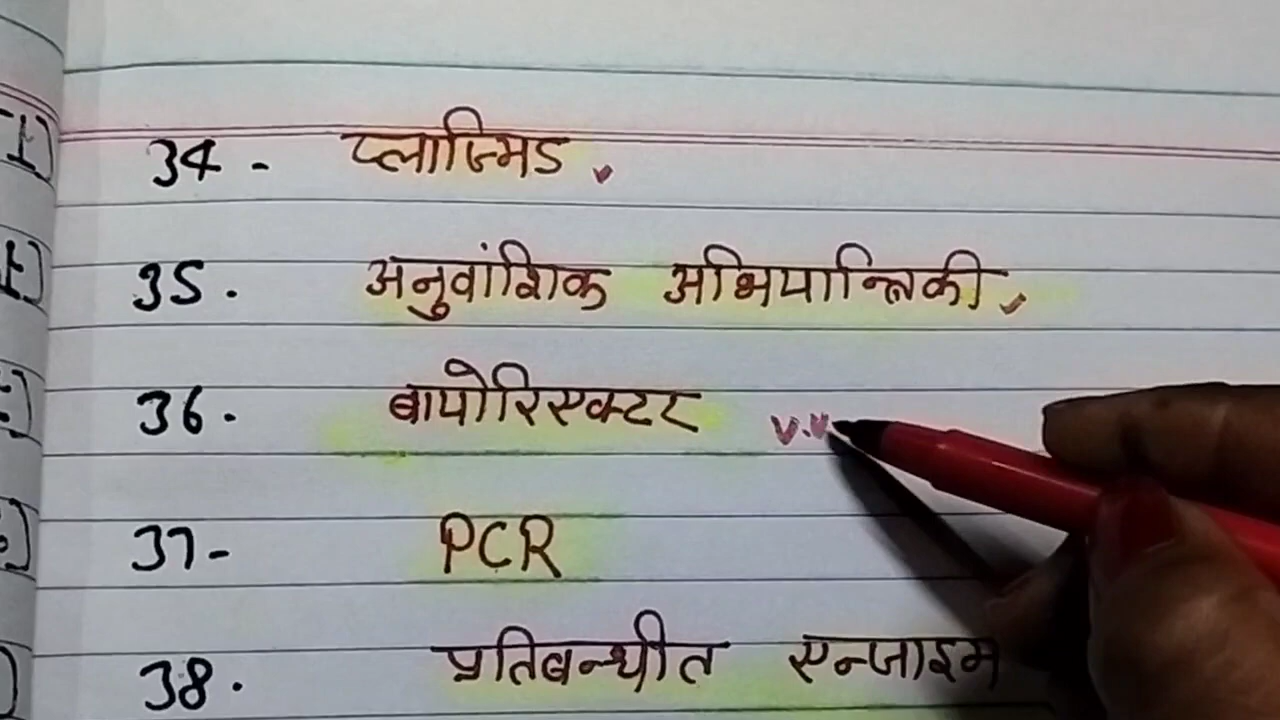 34 - प्लाज्मिड
35. अनुवांशिक अभियान्त्रिकी
36. बायोरिएक्टर v.v
37- PCR
38. प्रतिबन्धीत एन्जाइम